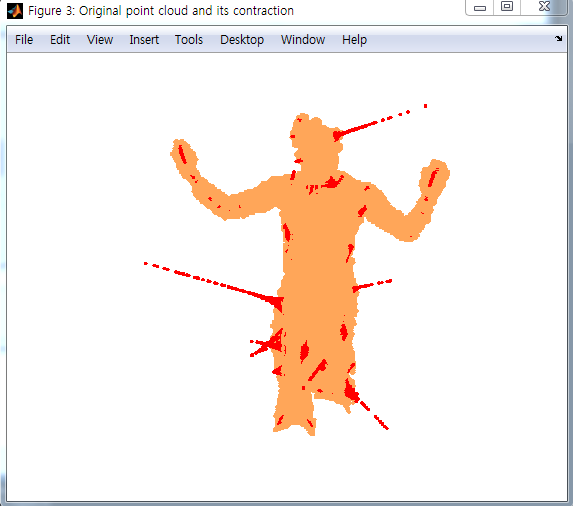 Figure 3: Original point cloud and its contraction
File Edit View Insert Tools Desktop Window Help